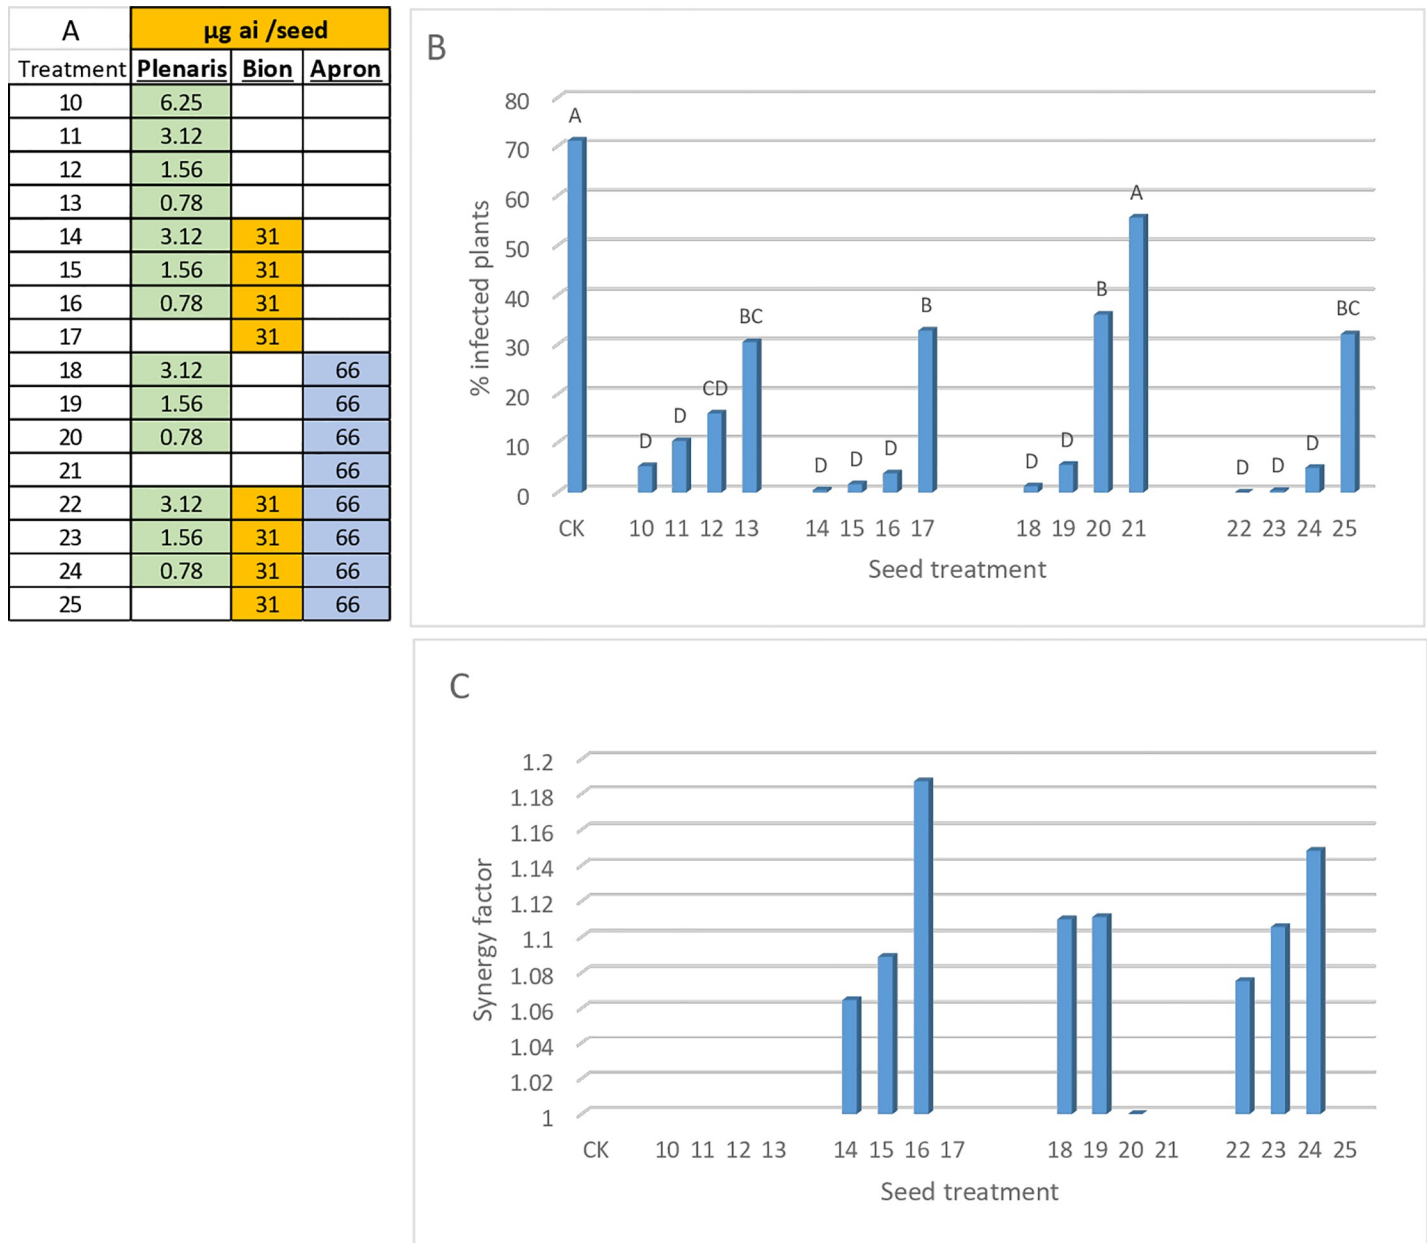 A µg ai /seed
Treatment Plenaris Bion Apron
10 6.25
11 3.12
12 1.56
13 0.78
14 3.12 31
15 1.56 31
16 0.78 31
17 31
18 3.12 66
19 1.56 66
20 0.78 66
21 66
22 3.12 31 66
23 1.56 31 66
24 0.78 31 66
25 31 66
B
% infected plants
80
70
60
50
40
30
20
10
0
A
D
D
CD
BC
D
D
D
B
D
D
B
A
D
D
D
BC
CK 10 11 12 13 14 15 16 17 18 19 20 21 22 23 24 25
Seed treatment
C
Synergy factor
1.2
1.18
1.16
1.14
1.12
1.1
1.08
1.06
1.04
1.02
1
CK 10 11 12 13 14 15 16 17 18 19 20 21 22 23 24 25
Seed treatment